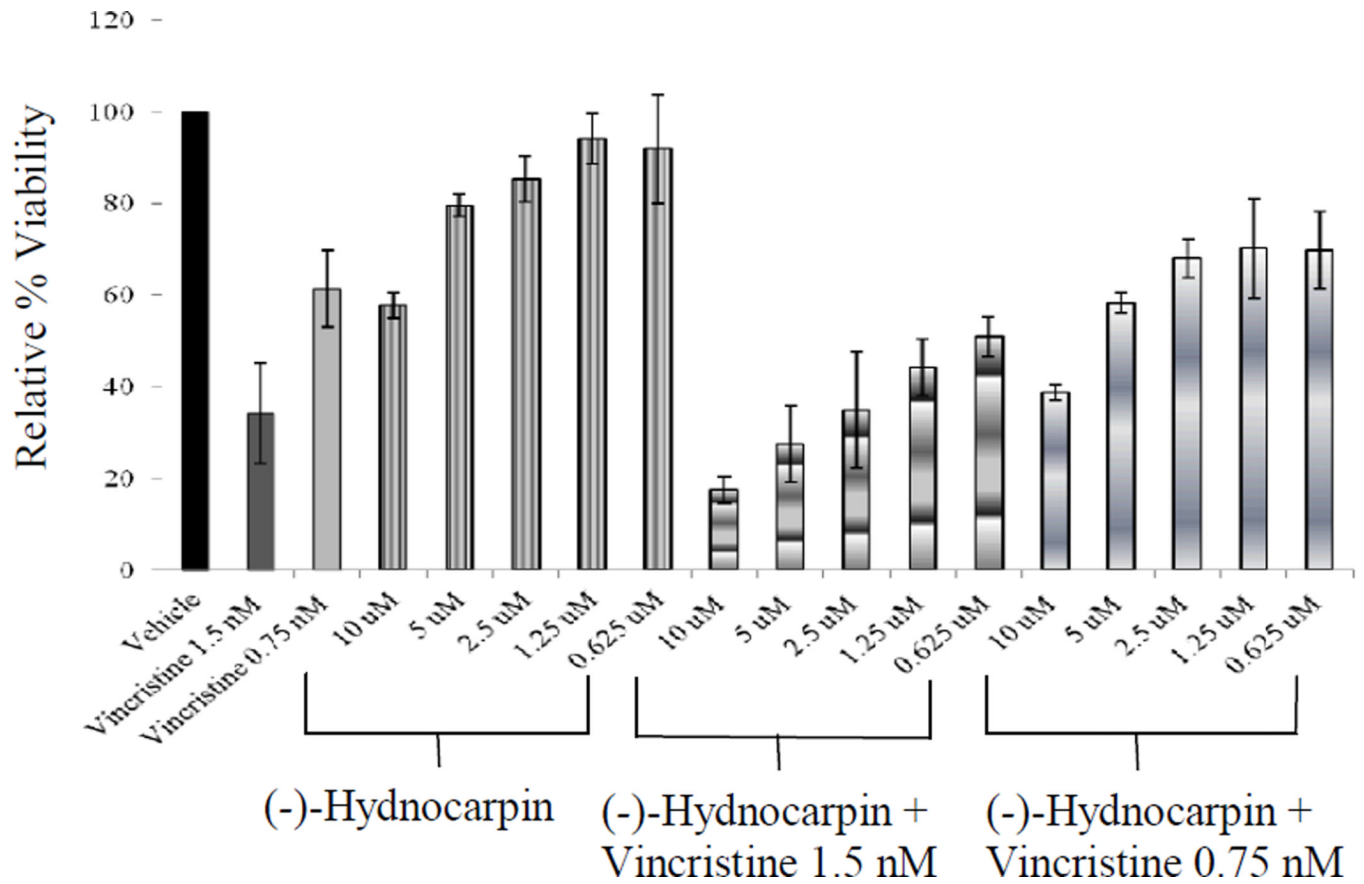 120
100
80
60
40
20
0
Relative % Viability
Vehicle
Vincristine 1.5 nM
Vincristine 0.75 nM
10 uM
5 uM
2.5 uM
1.25 uM
0.625 uM
10 uM
5 uM
2.5 uM
1.25 uM
0.625 uM
10 uM
5 uM
2.5 uM
1.25 uM
0.625 uM
(-)-Hydnocarpin
(-)-Hydnocarpin +
Vincristine 1.5 nM
(-)-Hydnocarpin +
Vincristine 0.75 nM